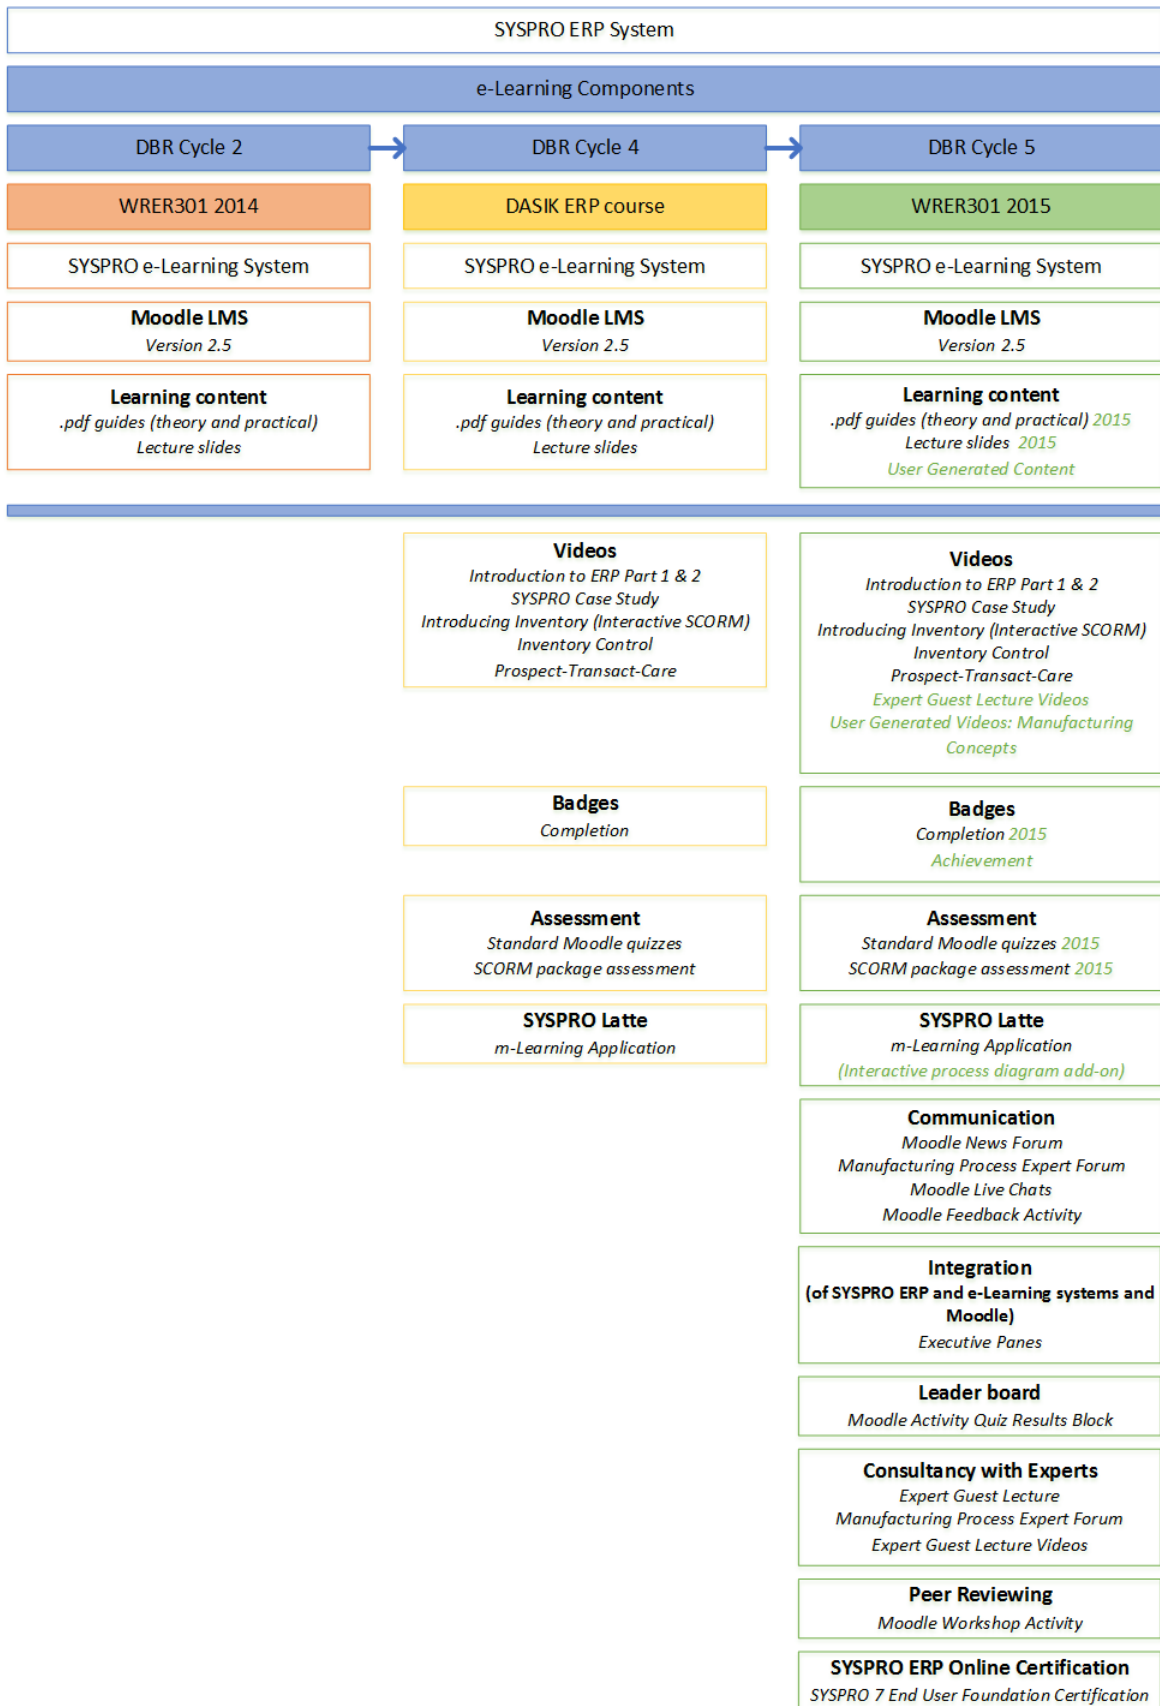 SYSPRO ERP System
e-Learning Components
DBR Cycle 2
DBR Cycle 4
DBR Cycle 5
WRER301 2014
DASIK ERP course
WRER301 2015
SYSPRO e-Learning System
SYSPRO e-Learning System
SYSPRO e-Learning System
Moodle LMS
Version 2.5
Moodle LMS
Version 2.5
Moodle LMS
Version 2.5
Learning content
.pdf guides (theory and practical)
Lecture slides
Learning content
.pdf guides (theory and practical)
Lecture slides
Learning content
.pdf guides (theory and practical) 2015
Lecture slides 2015
User Generated Content
Videos
Introduction to ERP Part 1 & 2
SYSPRO Case Study
Introducing Inventory (Interactive SCORM)
Inventory Control
Prospect-Transact-Care
Videos
Introduction to ERP Part 1 & 2
SYSPRO Case Study
Introducing Inventory (Interactive SCORM)
Inventory Control
Prospect-Transact-Care
Expert Guest Lecture Videos
User Generated Videos: Manufacturing
Concepts
Badges
Completion
Badges
Completion 2015
Achievement
Assessment
Standard Moodle quizzes
SCORM package assessment
Assessment
Standard Moodle quizzes 2015
SCORM package assessment 2015
SYSPRO Latte
m-Learning Application
SYSPRO Latte
m-Learning Application
(Interactive process diagram add-on)
Communication
Moodle News Forum
Manufacturing Process Expert Forum
Moodle Live Chats
Moodle Feedback Activity
Integration
(of SYSPRO ERP and e-Learning systems and
Moodle)
Executive Panes
Leader board
Moodle Activity Quiz Results Block
Consultancy with Experts
Expert Guest Lecture
Manufacturing Process Expert Forum
Expert Guest Lecture Videos
Peer Reviewing
Moodle Workshop Activity
SYSPRO ERP Online Certification
SYSPRO 7 End User Foundation Certification